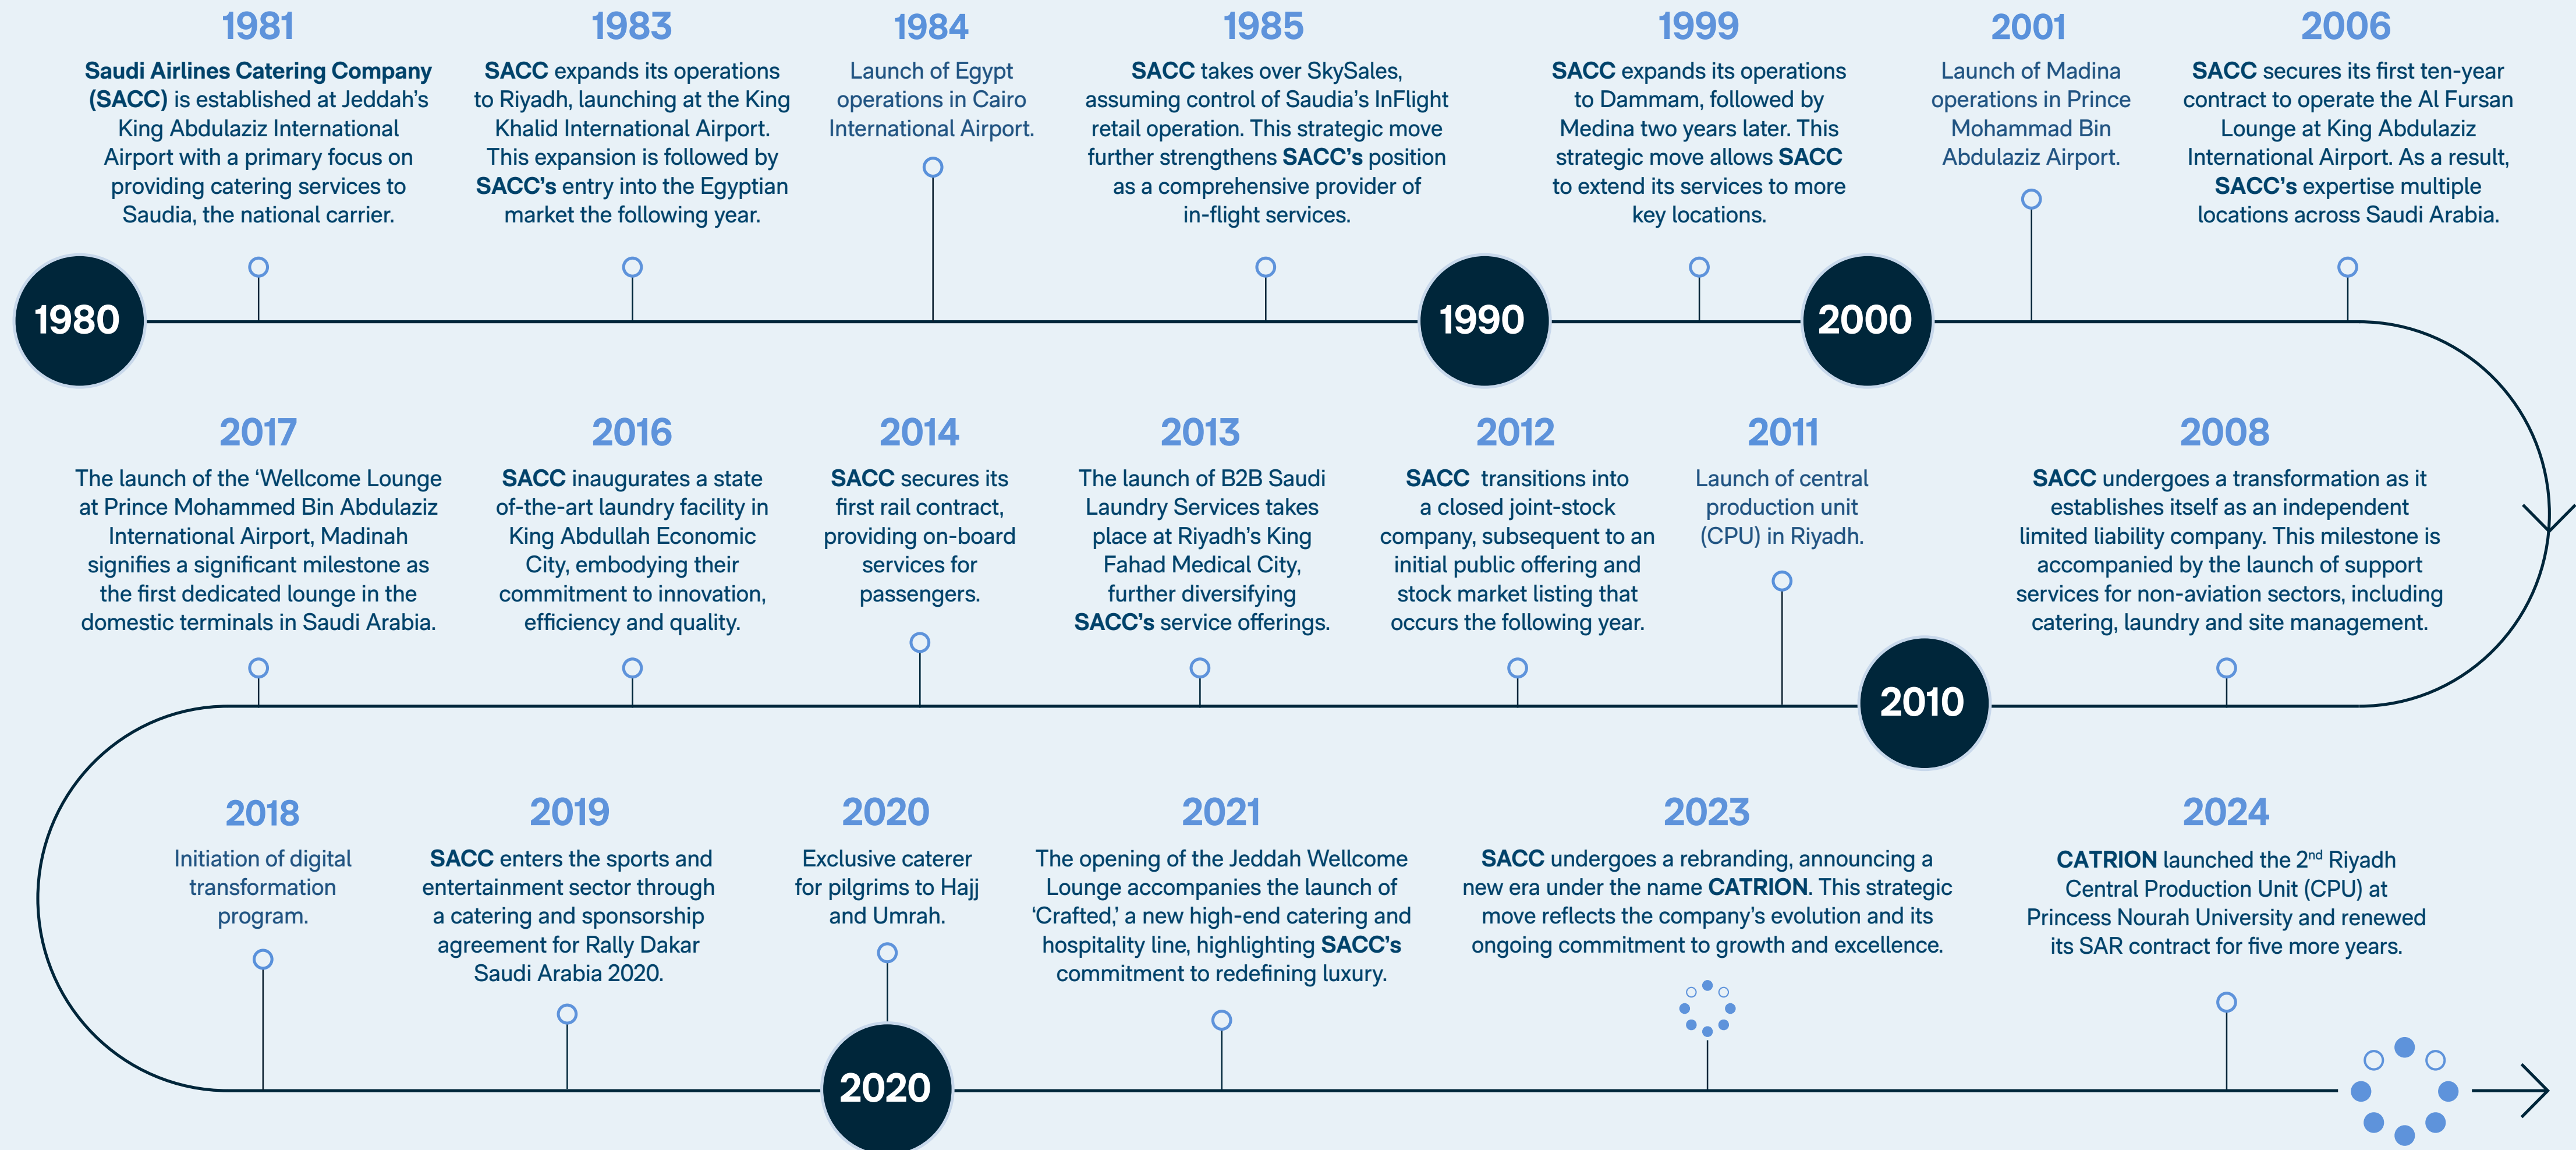 1981
Saudi Airlines Catering Company
(SACC) is established at Jeddah’s
King Abdulaziz International
Airport with a primary focus on
providing catering services to
Saudia, the national carrier.
1983
SACC expands its operations
to Riyadh, launching at the King
Khalid International Airport.
This expansion is followed by
SACC’s entry into the Egyptian
market the following year.
1984
Launch of Egypt
operations in Cairo
International Airport.
1985
SACC takes over SkySales,
assuming control of Saudia’s InFlight
retail operation. This strategic move
further strengthens SACC’s position
as a comprehensive provider of
in-flight services.
1999
SACC expands its operations
to Dammam, followed by
Medina two years later. This
strategic move allows SACC
to extend its services to more
key locations.
2001
Launch of Madina
operations in Prince
Mohammad Bin
Abdulaziz Airport.
2006
SACC secures its first ten-year
contract to operate the Al Fursan
Lounge at King Abdulaziz
International Airport. As a result,
SACC’s expertise multiple
locations across Saudi Arabia.
1980
1990
2000
2008
SACC undergoes a transformation as it
establishes itself as an independent
limited liability company. This milestone is
accompanied by the launch of support
services for non-aviation sectors, including
catering, laundry and site management.
2010
2011
Launch of central
production unit
(CPU) in Riyadh.
2012
SACC transitions into
a closed joint-stock
company, subsequent to an
initial public offering and
stock market listing that
occurs the following year.
2013
The launch of B2B Saudi
Laundry Services takes
place at Riyadh’s King
Fahad Medical City,
further diversifying
SACC’s service offerings.
2014
SACC secures its
first rail contract,
providing on-board
services for
passengers.
2016
SACC inaugurates a state
of-the-art laundry facility in
King Abdullah Economic
City, embodying their
commitment to innovation,
efficiency and quality.
2017
The launch of the ‘Wellcome Lounge
at Prince Mohammed Bin Abdulaziz
International Airport, Madinah
signifies a significant milestone as
the first dedicated lounge in the
domestic terminals in Saudi Arabia.
2018
Initiation of digital
transformation
program.
2019
SACC enters the sports and
entertainment sector through
a catering and sponsorship
agreement for Rally Dakar
Saudi Arabia 2020.
2020
Exclusive caterer
for pilgrims to Hajj
and Umrah.
2020
2021
The opening of the Jeddah Wellcome
Lounge accompanies the launch of
‘Crafted,’ a new high-end catering and
hospitality line, highlighting SACC’s
commitment to redefining luxury.
2023
SACC undergoes a rebranding, announcing a
new era under the name CATRION. This strategic
move reflects the company’s evolution and its
ongoing commitment to growth and excellence.
2024
CATRION launched the 2nd Riyadh
Central Production Unit (CPU) at
Princess Nourah University and renewed
its SAR contract for five more years.